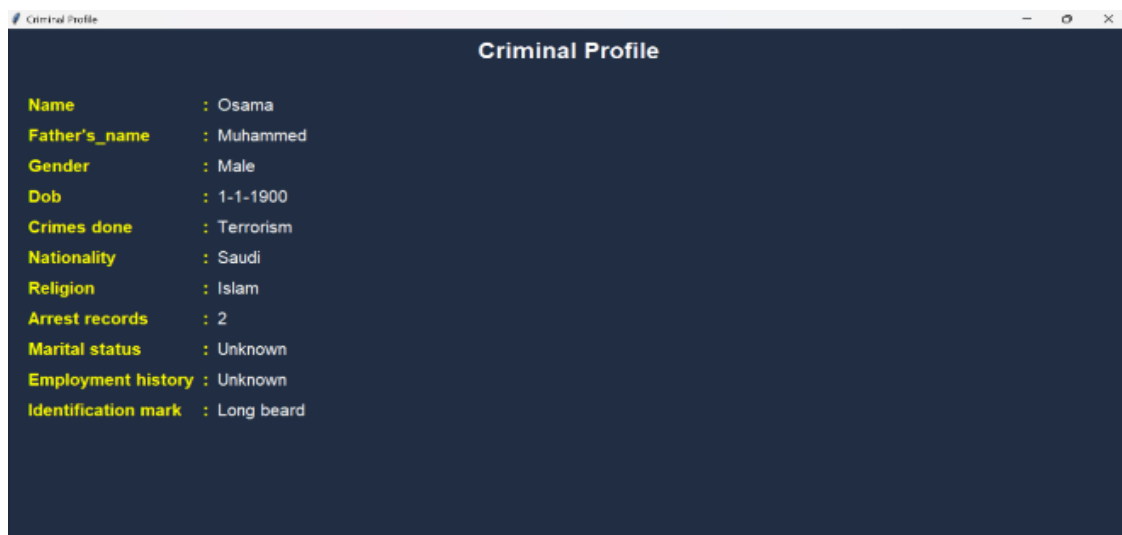 Criminal Profile
Criminal Profile
Name : Osama
Father's_name : Muhammed
Gender : Male
Dob : 1-1-1900
Crimes done : Terrorism
Nationality : Saudi
Religion : Islam
Arrest records : 2
Marital status : Unknown
Employment history : Unknown
Identification mark : Long beard